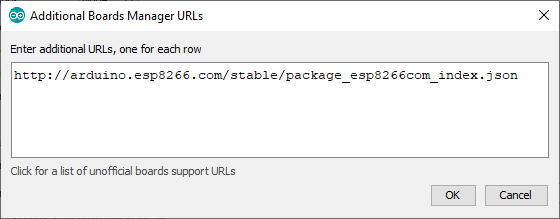 Additional Boards Manager URLs
Enter additional URLs, one for each row
http://arduino.esp8266.com/stable/package_esp8266com_index.json
Click for a list of unofficial boards support URLs
OK Cancel